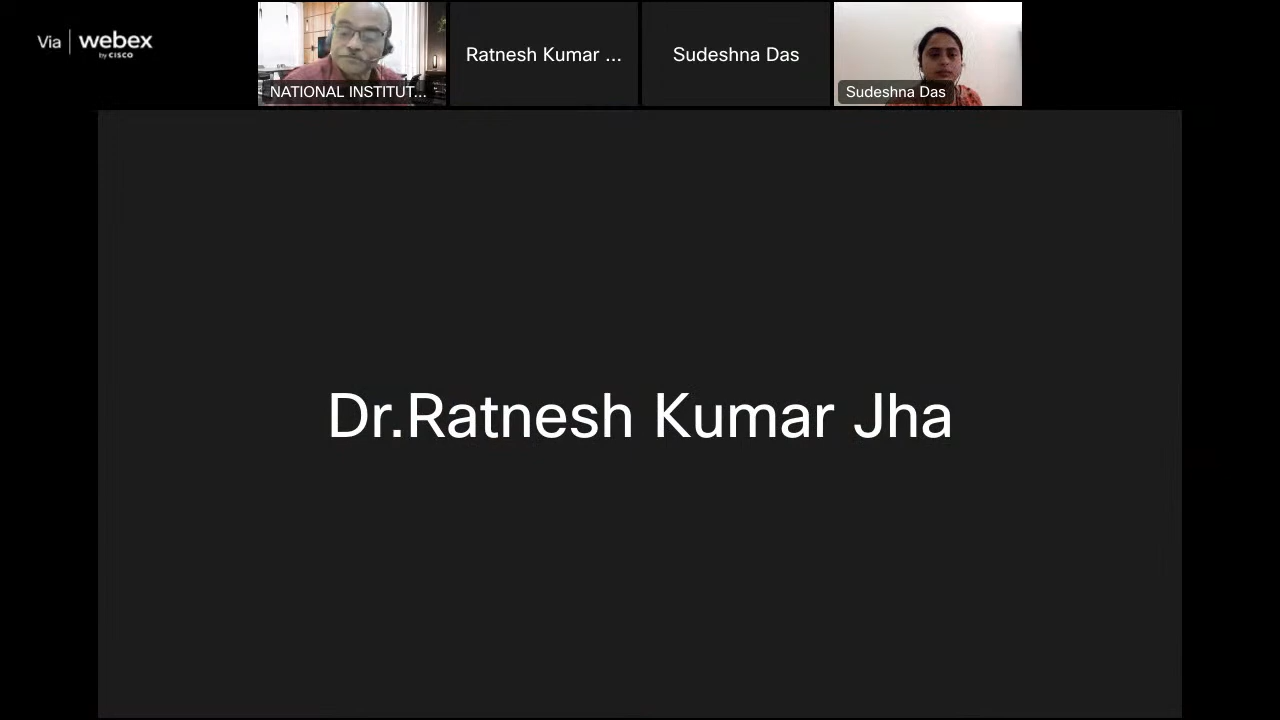 Via webex
by CISCO
NATIONAL INSTITUT...
Ratnesh Kumar ...
Sudeshna Das
Sudeshna Das
Dr.Ratnesh Kumar Jha